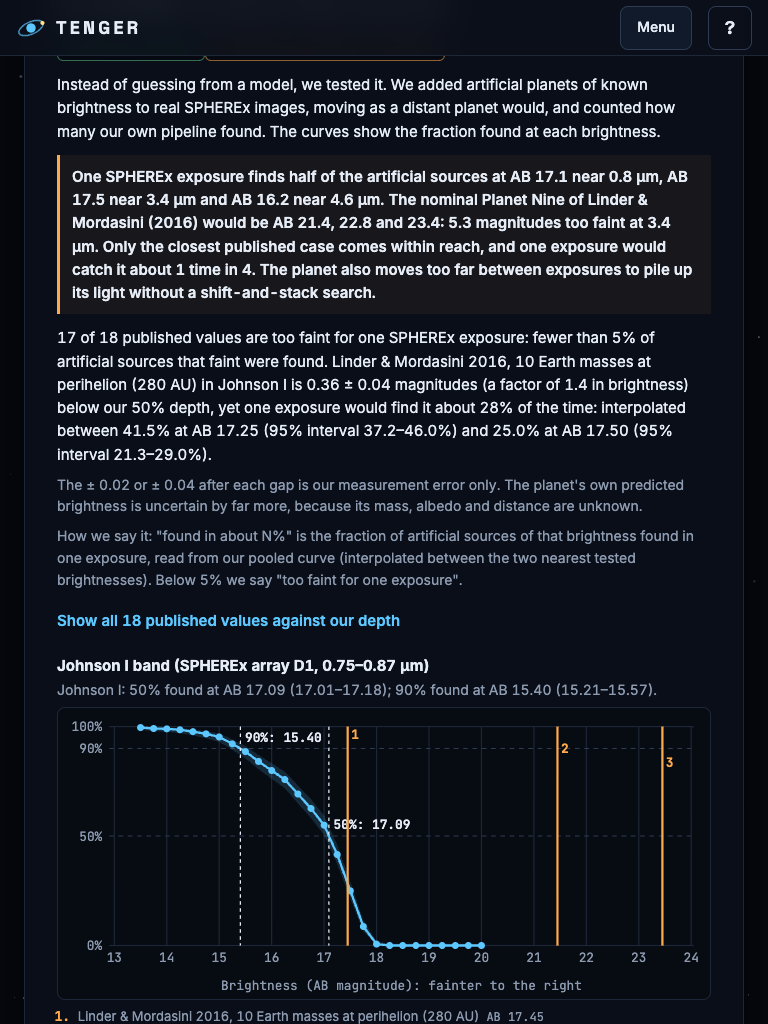 TENGER
Menu
?
Instead of guessing from a model, we tested it. We added artificial planets of known
brightness to real SPHEREx images, moving as a distant planet would, and counted how
many our own pipeline found. The curves show the fraction found at each brightness.
One SPHEREx exposure finds half of the artificial sources at AB 17.1 near 0.8 µm, AB
17.5 near 3.4 µm and AB 16.2 near 4.6 µm. The nominal Planet Nine of Linder &
Mordasini (2016) would be AB 21.4, 22.8 and 23.4: 5.3 magnitudes too faint at 3.4
µm. Only the closest published case comes within reach, and one exposure would
catch it about 1 time in 4. The planet also moves too far between exposures to pile up
its light without a shift-and-stack search.
17 of 18 published values are too faint for one SPHEREx exposure: fewer than 5% of
artificial sources that faint were found. Linder & Mordasini 2016, 10 Earth masses at
perihelion (280 AU) in Johnson I is 0.36 ± 0.04 magnitudes (a factor of 1.4 in brightness)
below our 50% depth, yet one exposure would find it about 28% of the time: interpolated
between 41.5% at AB 17.25 (95% interval 37.2–46.0%) and 25.0% at AB 17.50 (95%
interval 21.3–29.0%).
The ± 0.02 or ± 0.04 after each gap is our measurement error only. The planet's own predicted
brightness is uncertain by far more, because its mass, albedo and distance are unknown.
How we say it: "found in about N%" is the fraction of artificial sources of that brightness found in
one exposure, read from our pooled curve (interpolated between the two nearest tested
brightnesses). Below 5% we say "too faint for one exposure".
Show all 18 published values against our depth
Johnson I band (SPHEREx array D1, 0.75–0.87 µm)
Johnson I: 50% found at AB 17.09 (17.01–17.18); 90% found at AB 15.40 (15.21–15.57).
100%
90%
50%
0%
90%: 15.40
50%: 17.09
1
2
3
13 14 15 16 17 18 19 20 21 22 23 24
Brightness (AB magnitude): fainter to the right
1. Linder & Mordasini 2016, 10 Earth masses at perihelion (280 AU) AB 17.45